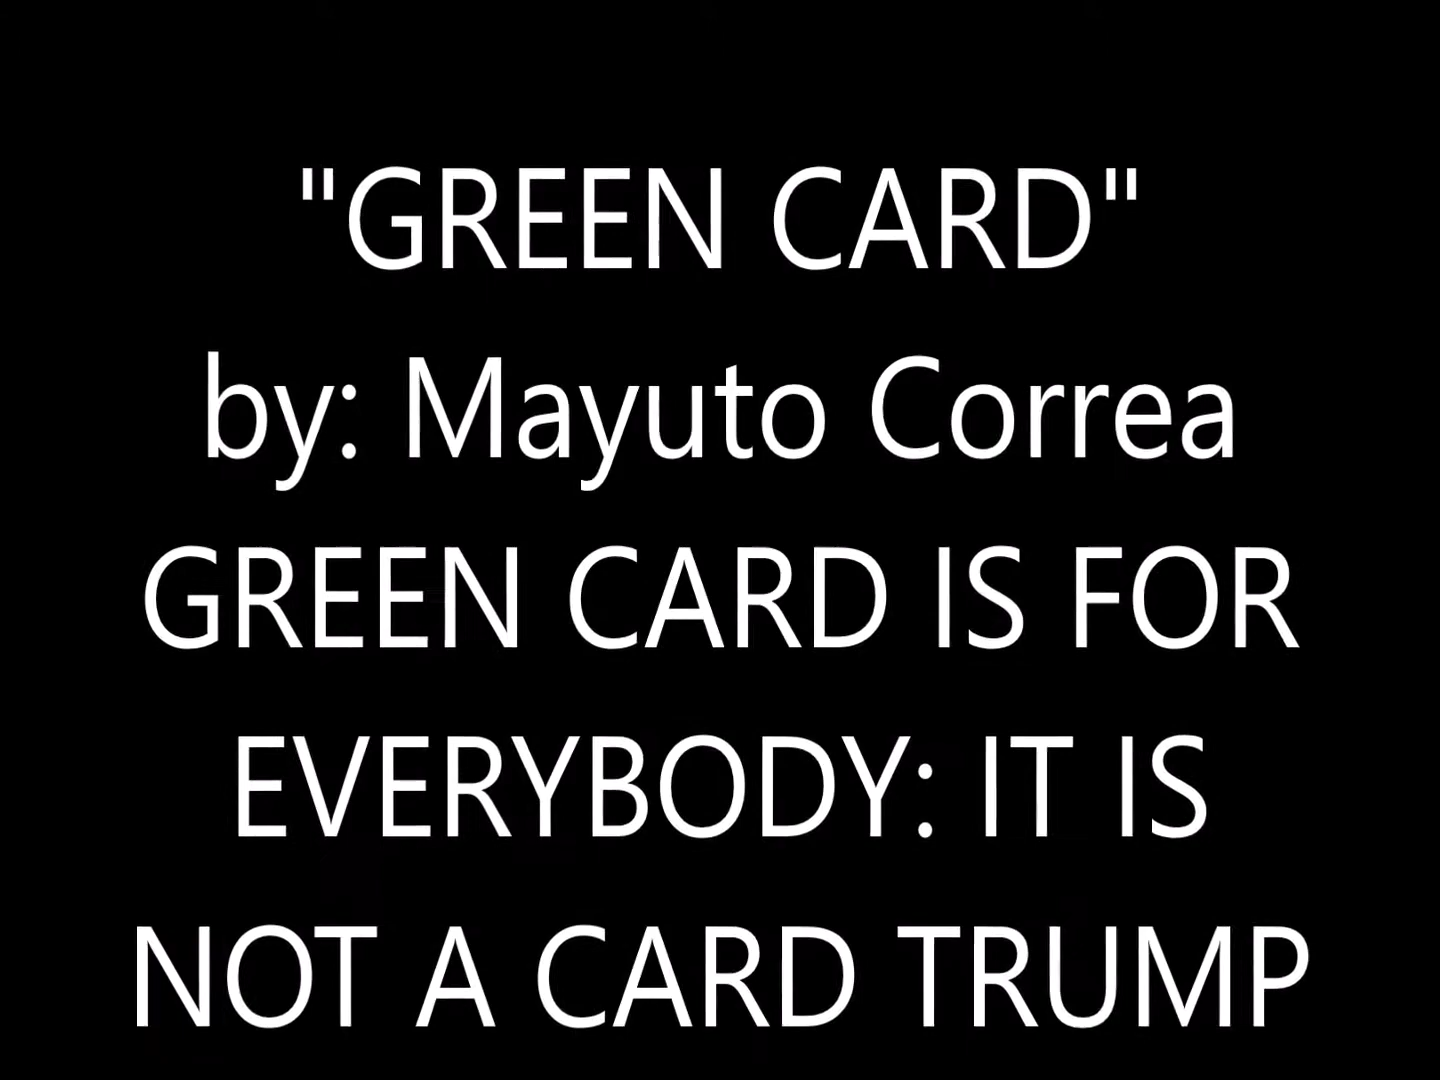 "GREEN CARD"
by: Mayuto Correa
GREEN CARD IS FOR
EVERYBODY: IT IS
NOT A CARD TRUMP